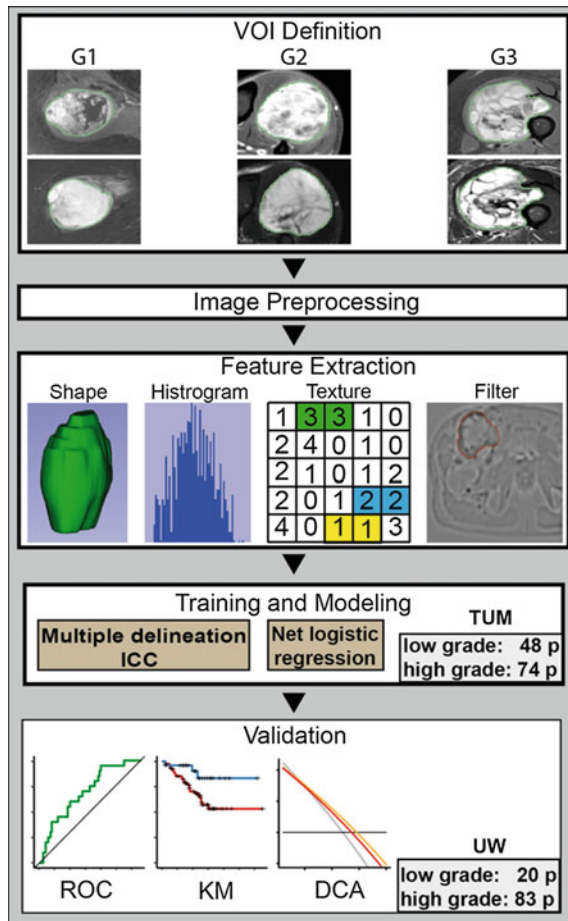 VOI Definition
G1 G2 G3
Image Preprocessing
Feature Extraction
Shape Histrogram Texture Filter
1 3 3 1 0
2 4 0 1 0
2 1 0 1 2
2 0 1 2 2
4 0 1 1 3
Training and Modeling
Multiple delineation
ICC
Net logistic
regression
TUM
low grade: 48 p
high grade: 74 p
Validation
ROC KM DCA
UW
low grade: 20 p
high grade: 83 p